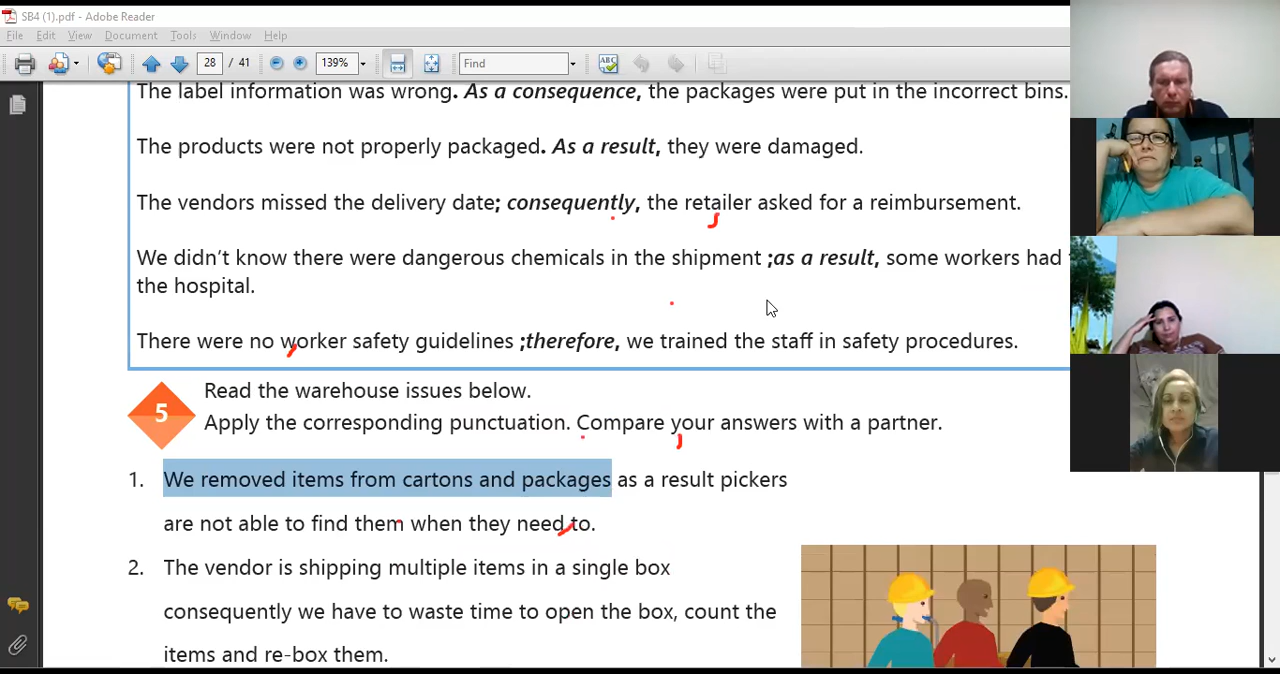 SB4 (1).pdf - Adobe Reader
File Edit View Document Tools Window Help
28 / 41 139% Find
The label information was wrong. As a consequence, the packages were put in the incorrect bins.
The products were not properly packaged. As a result, they were damaged.
The vendors missed the delivery date; consequently, the retailer asked for a reimbursement.
We didn't know there were dangerous chemicals in the shipment ;as a result, some workers had
the hospital.
There were no worker safety guidelines ;therefore, we trained the staff in safety procedures.
5
Read the warehouse issues below.
Apply the corresponding punctuation. Compare your answers with a partner.
1. We removed items from cartons and packages as a result pickers
are not able to find them when they need to.
2. The vendor is shipping multiple items in a single box
consequently we have to waste time to open the box, count the
items and re-box them.